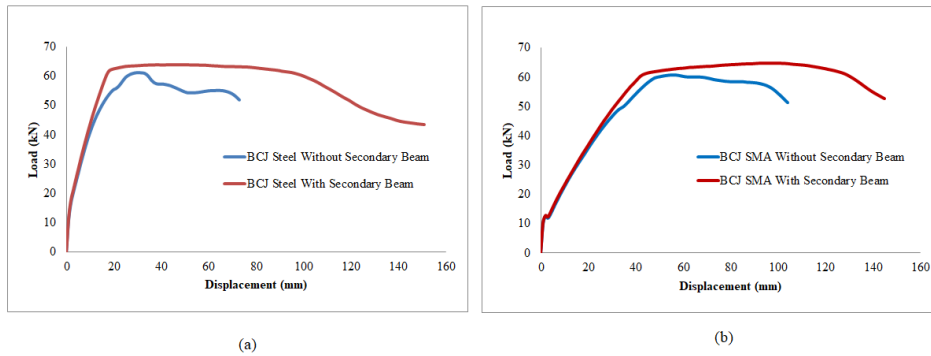 70
60
50
40
30
20
10
0
Load (kN)
BCJ Steel Without Secondary Beam
BCJ Steel With Secondary Beam
0 20 40 60 80 100 120 140 160
Displacement (mm)
(a)
70
60
50
40
30
20
10
0
Load (kN)
BCJ SMA Without Secondary Beam
BCJ SMA With Secondary Beam
0 20 40 60 80 100 120 140 160
Displacement (mm)
(b)